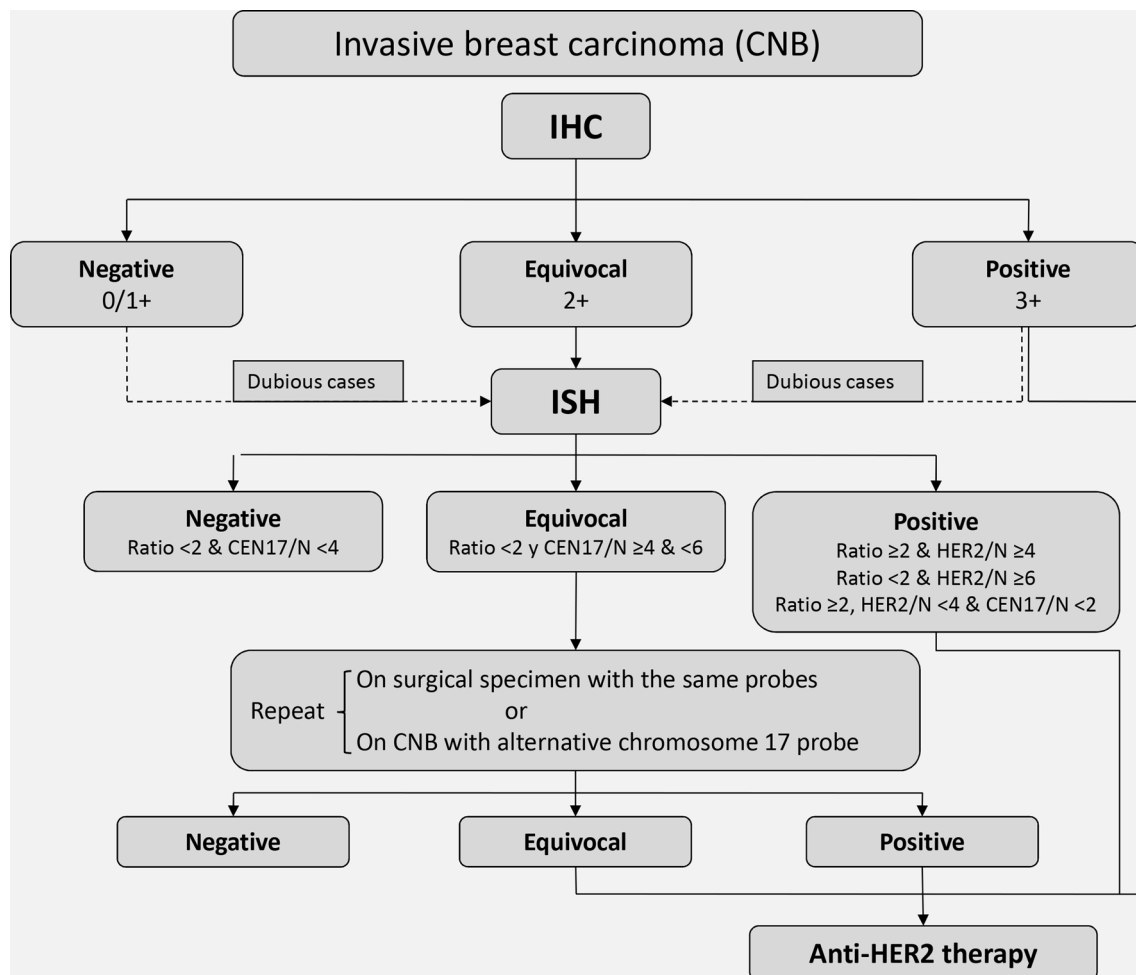 Invasive breast carcinoma (CNB)
IHC
Negative
0/1+
Equivocal
2+
Positive
3+
Dubious cases
Dubious cases
ISH
Negative
Ratio <2 & CEN17/N <4
Equivocal
Ratio <2 y CEN17/N ≥4 & <6
Positive
Ratio ≥2 & HER2/N ≥4
Ratio <2 & HER2/N ≥6
Ratio ≥2, HER2/N <4 & CEN17/N <2
Repeat
On surgical specimen with the same probes
or
On CNB with alternative chromosome 17 probe
Negative
Equivocal
Positive
Anti-HER2 therapy